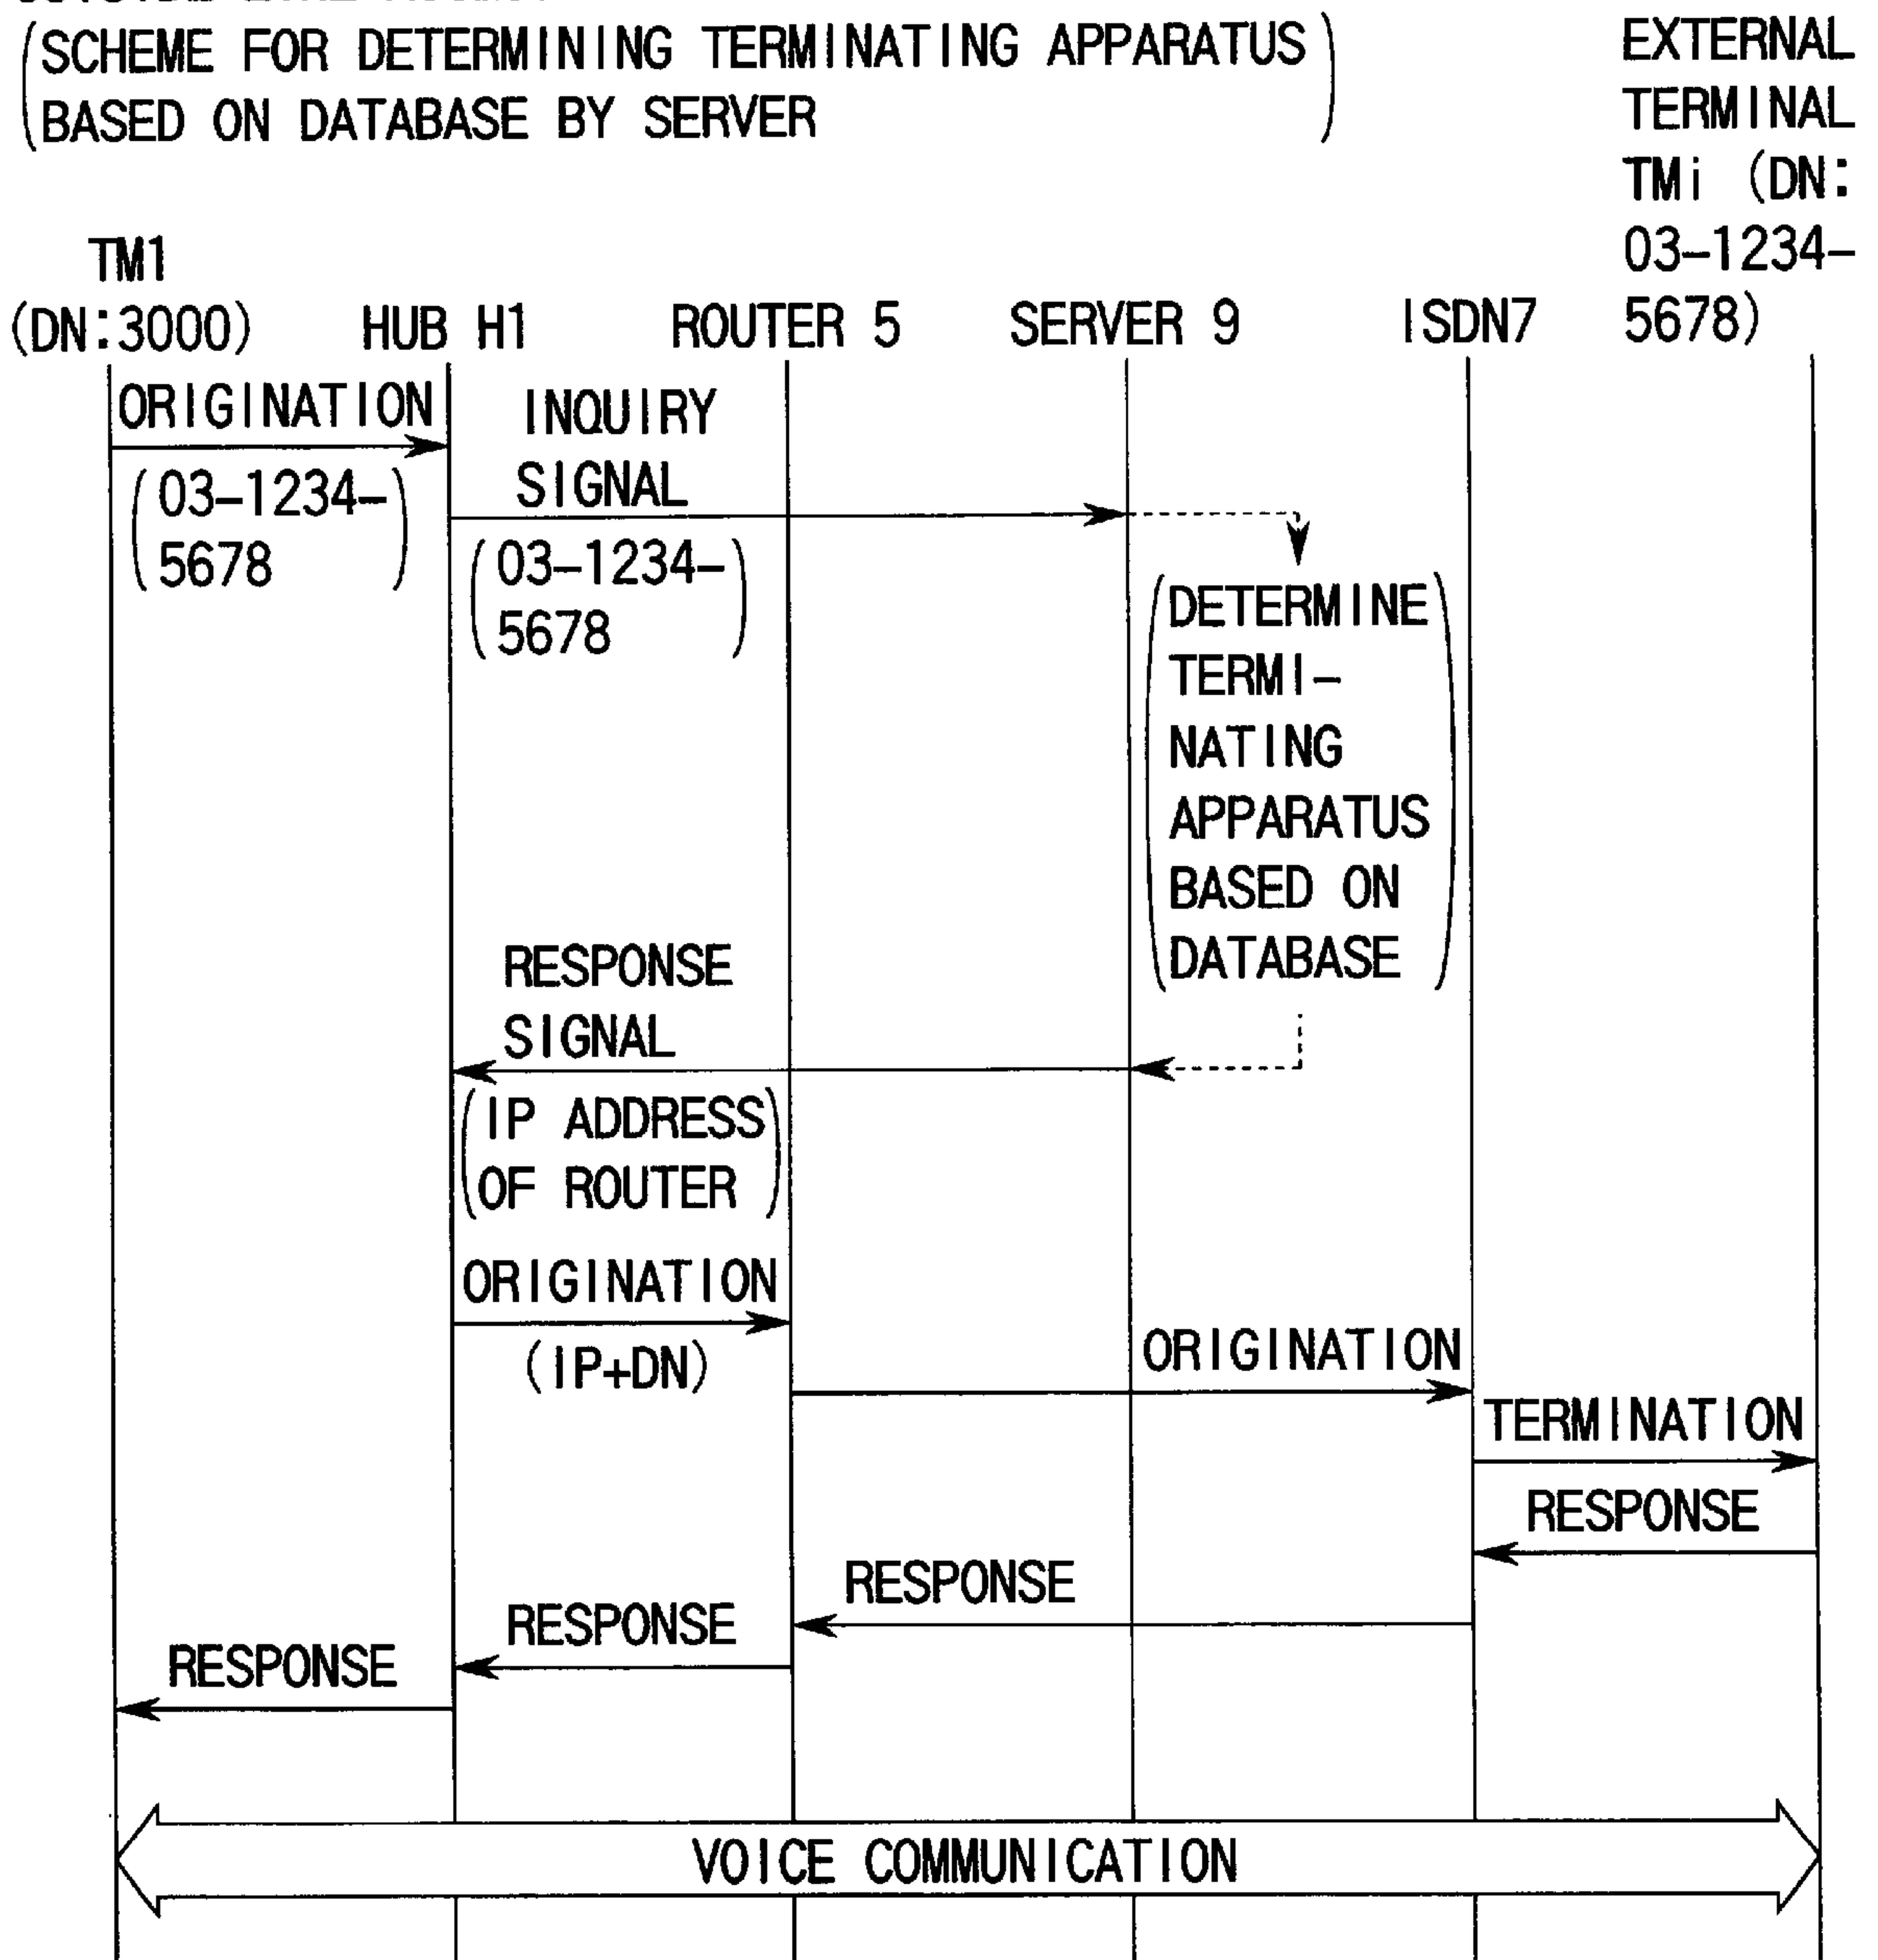 (SCHEME FOR DETERMINING TERMINATING APPARATUS
BASED ON DATABASE BY SERVER)
EXTERNAL
TERMINAL
TMi (DN:
03-1234-
5678)
TM1
(DN:3000)
HUB H1
ROUTER 5
SERVER 9
ISDN7
ORIGINATION
(03-1234-
5678)
INQUIRY
SIGNAL
(03-1234-
5678)
(DETERMINE
TERMI-
NATING
APPARATUS
BASED ON
DATABASE)
RESPONSE
SIGNAL
(IP ADDRESS
OF ROUTER)
ORIGINATION
(IP+DN)
ORIGINATION
TERMINATION
RESPONSE
RESPONSE
RESPONSE
RESPONSE
VOICE COMMUNICATION